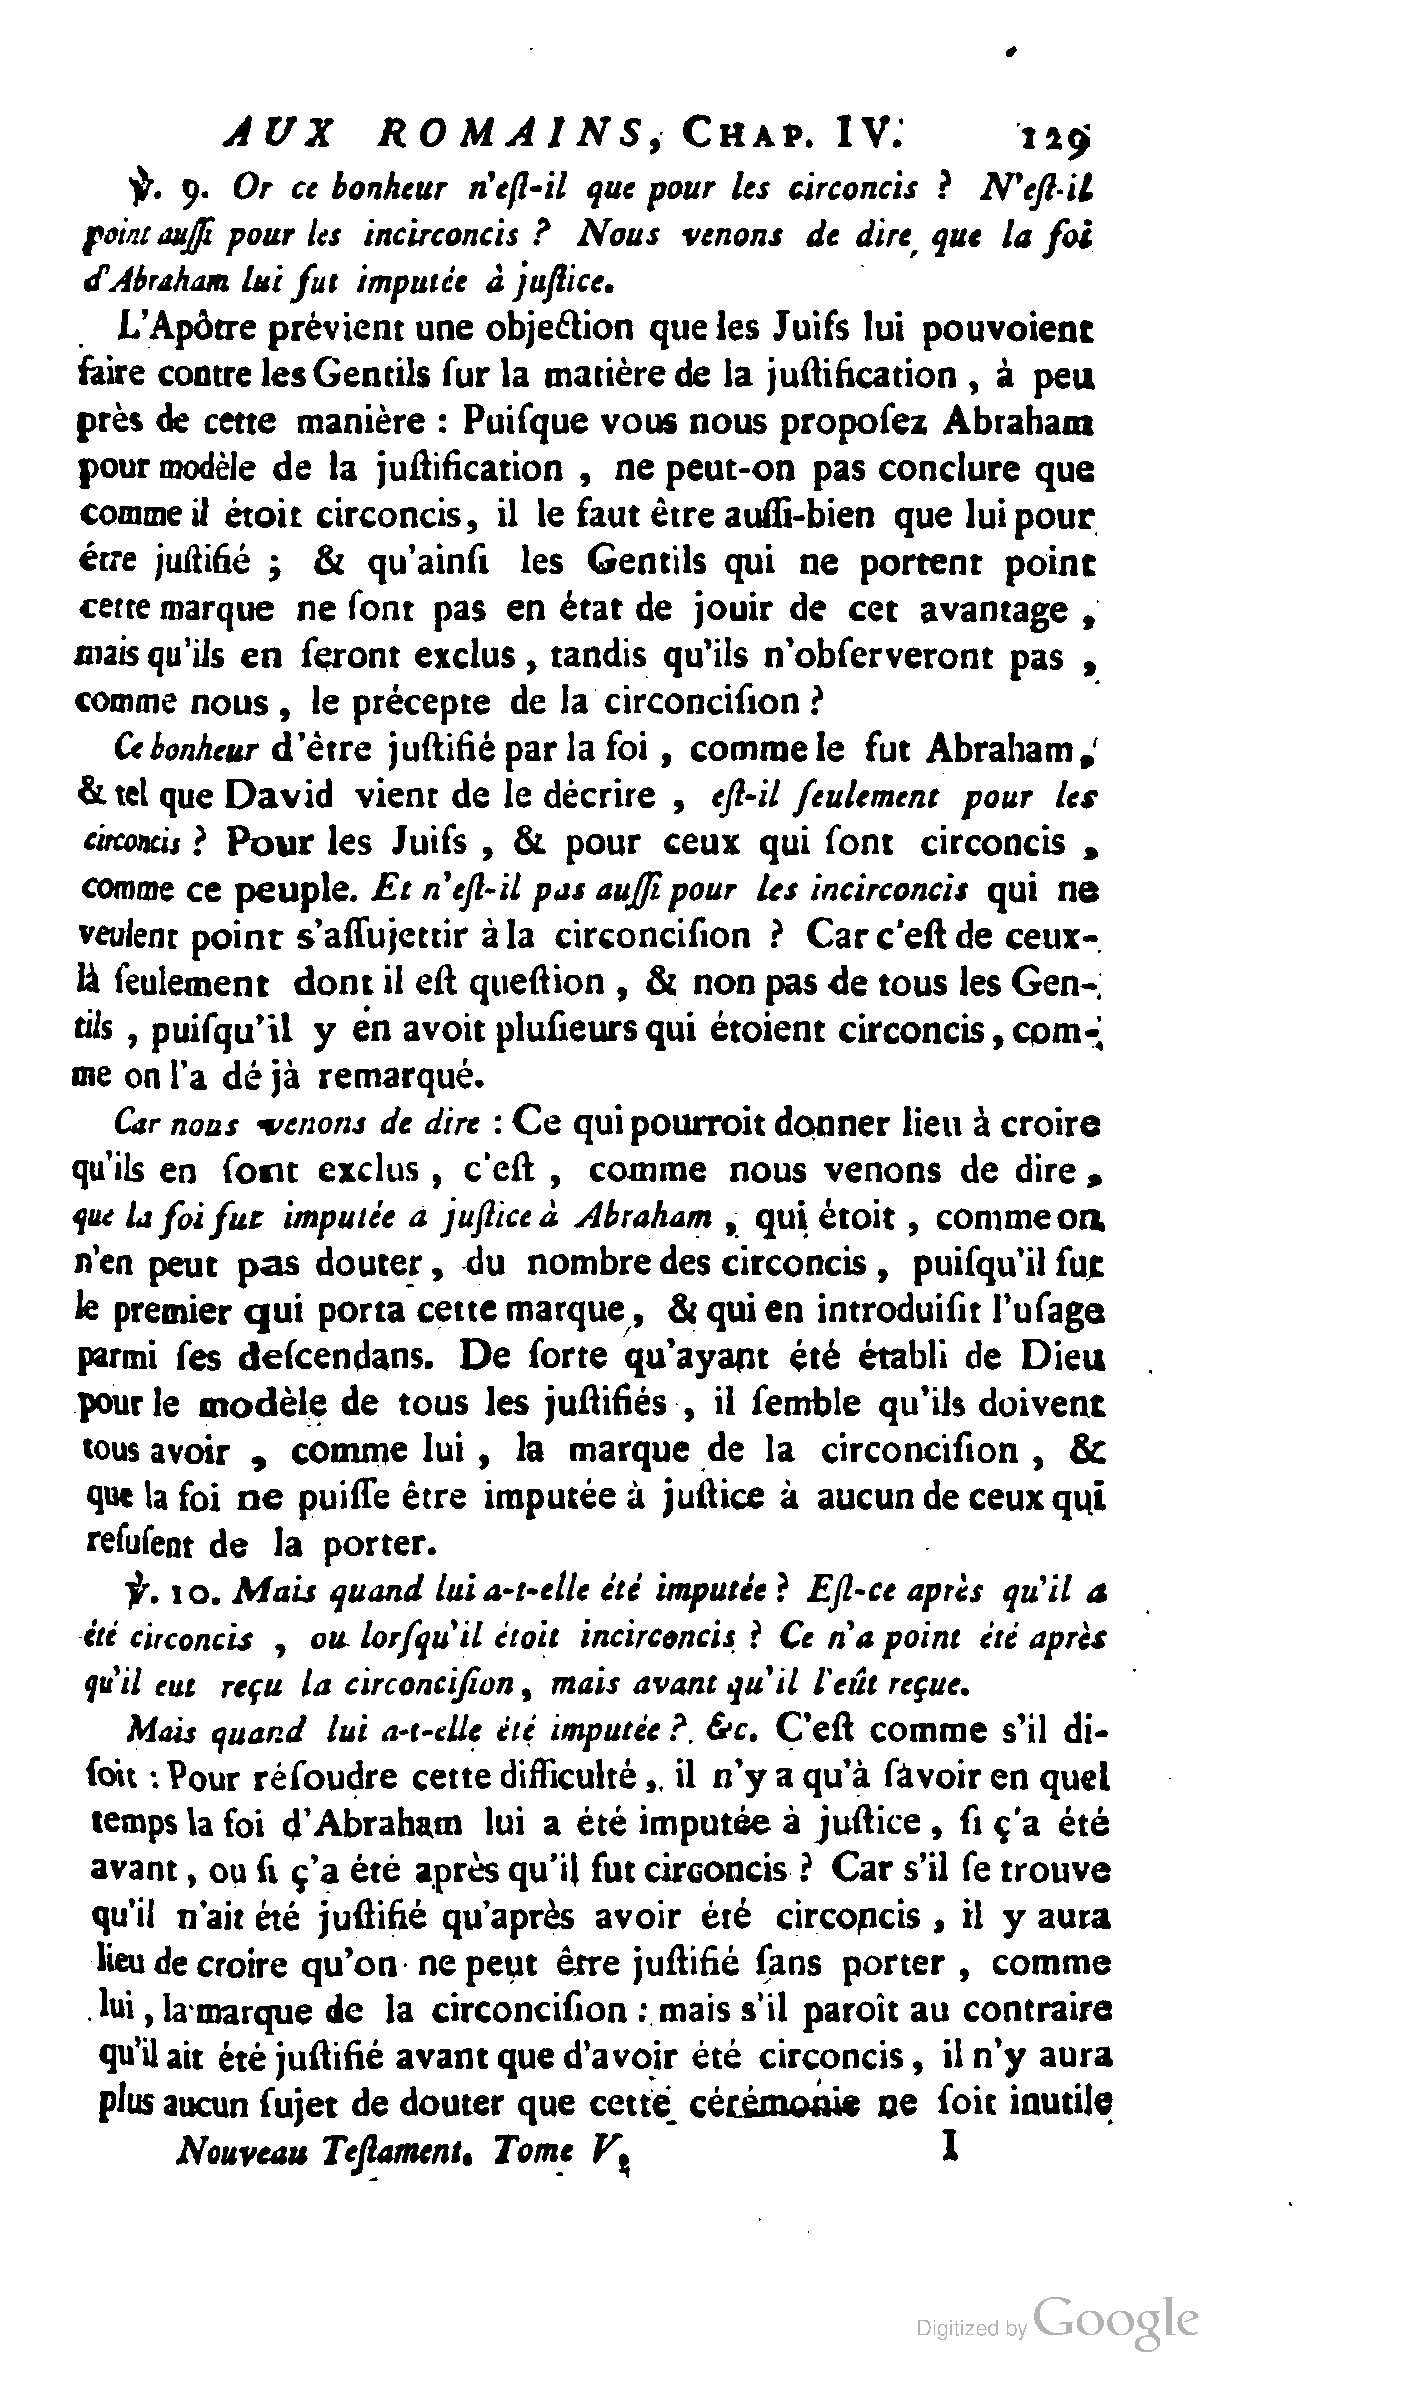 AUX ROMAINS, CHAP. IV. 129
℣. 9. Or ce bonheur n'eſt-il que pour les circoncis ? N'eſt-il
point auſſi pour les incirconcis ? Nous venons de dire, que la foi
d'Abraham lui fut imputée à juſtice.
L'Apôtre prévient une objection que les Juifs lui pouvoient
faire contre les Gentils ſur la matière de la juſtification , à peu
près de cette manière : Puiſque vous nous propoſez Abraham
pour modèle de la juſtification , ne peut-on pas conclure que
comme il étoit circoncis, il le faut être auſſi-bien que lui pour
être juſtifié ; & qu'ainſi les Gentils qui ne portent point
cette marque ne ſont pas en état de jouir de cet avantage ,
mais qu'ils en ſeront exclus , tandis qu'ils n'obſerveront pas ,
comme nous , le précepte de la circonciſion ?
Ce bonheur d'être juſtifié par la foi , comme le fut Abraham,
& tel que David vient de le décrire , eſt-il ſeulement pour les
circoncis ? Pour les Juifs , & pour ceux qui ſont circoncis ,
comme ce peuple. Et n'eſt-il pas auſſi pour les incirconcis qui ne
veulent point s'aſſujettir à la circonciſion ? Car c'eſt de ceux-
là ſeulement dont il eſt queſtion , & non pas de tous les Gen-
tils , puiſqu'il y en avoit pluſieurs qui étoient circoncis, com-
me on l'a déjà remarqué.
Car nous venons de dire : Ce qui pourroit donner lieu à croire
qu'ils en ſont exclus , c'eſt , comme nous venons de dire ,
que la foi fut imputée à juſtice à Abraham , qui étoit , comme on
n'en peut pas douter , du nombre des circoncis , puiſqu'il fut
le premier qui porta cette marque , & qui en introduiſit l'uſage
parmi ſes deſcendans. De ſorte qu'ayant été établi de Dieu
pour le modèle de tous les juſtifiés , il ſemble qu'ils doivent
tous avoir , comme lui , la marque de la circonciſion , &
que la foi ne puiſſe être imputée à juſtice à aucun de ceux qui
refuſent de la porter.
℣. 10. Mais quand lui a-t-elle été imputée ? Eſt-ce après qu'il a
été circoncis , ou lorſqu'il étoit incirconcis ? Ce n'a point été après
qu'il eut reçu la circonciſion, mais avant qu'il l'eût reçue.
Mais quand lui a-t-elle été imputée ? &c. C'eſt comme s'il di-
ſoit : Pour réſoudre cette difficulté , il n'y a qu'à ſavoir en quel
temps la foi d'Abraham lui a été imputée à juſtice , ſi ç'a été
avant , ou ſi ç'a été après qu'il fut circoncis ? Car s'il ſe trouve
qu'il n'ait été juſtifié qu'après avoir été circoncis , il y aura
lieu de croire qu'on ne peut être juſtifié ſans porter , comme
lui , la marque de la circonciſion : mais s'il paroît au contraire
qu'il ait été juſtifié avant que d'avoir été circoncis , il n'y aura
plus aucun ſujet de douter que cette cérémonie ne ſoit inutile
Nouveau Teſtament. Tome V. I
Digitized by Google